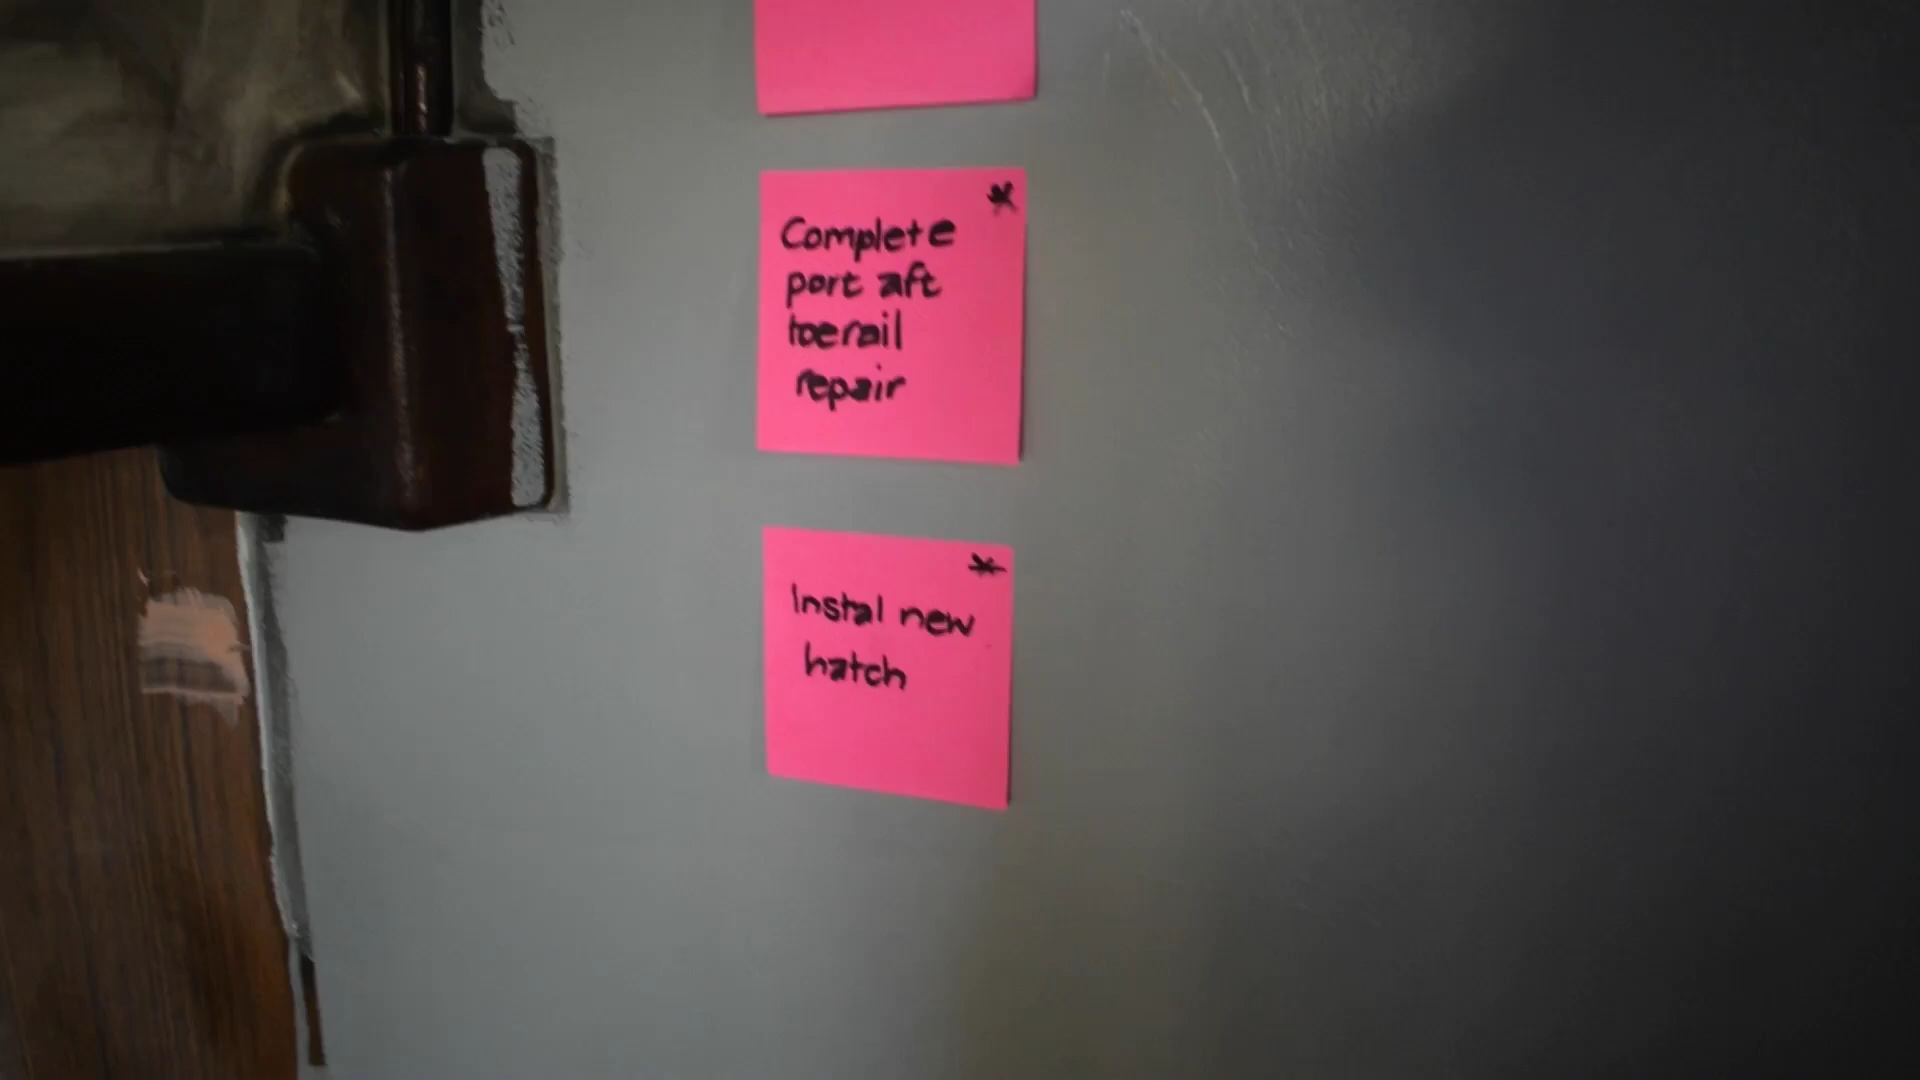 *
Complete
port aft
toerail
repair
*
Instal new
hatch